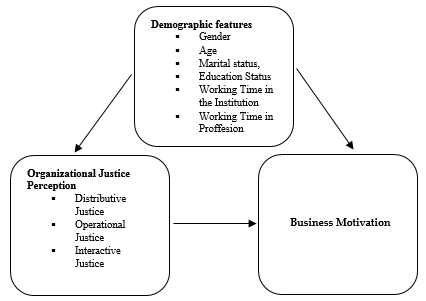 Demographic features
▪ Gender
▪ Age
▪ Marital status,
▪ Education Status
▪ Working Time in
the Institution
▪ Working Time in
Proffesion
Organizational Justice
Perception
▪ Distributive
Justice
▪ Operational
Justice
▪ Interactive
Justice
Business Motivation